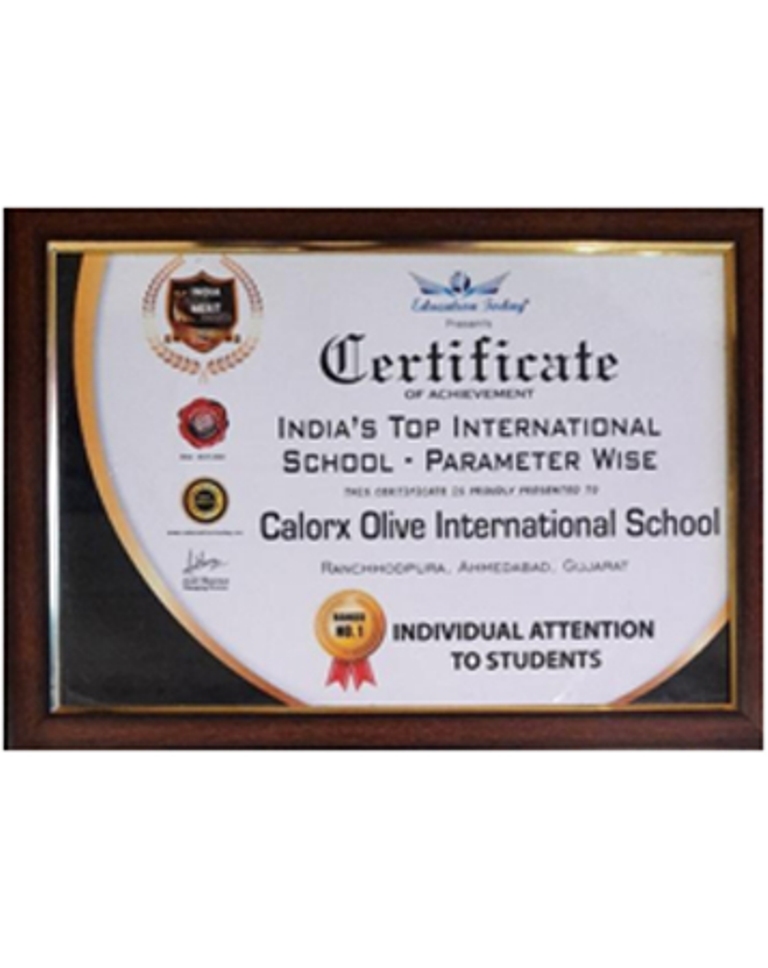 INDIA
NEXT
Education Today
Presents
Certificate
OF ACHIEVEMENT
INDIA'S TOP INTERNATIONAL
SCHOOL - PARAMETER WISE
THIS CERTIFICATE IS PROUDLY PRESENTED TO
Calorx Olive International School
RANCHHODPURA, AHMEDABAD, GUJARAT
RANKED
NO. 1
INDIVIDUAL ATTENTION
TO STUDENTS